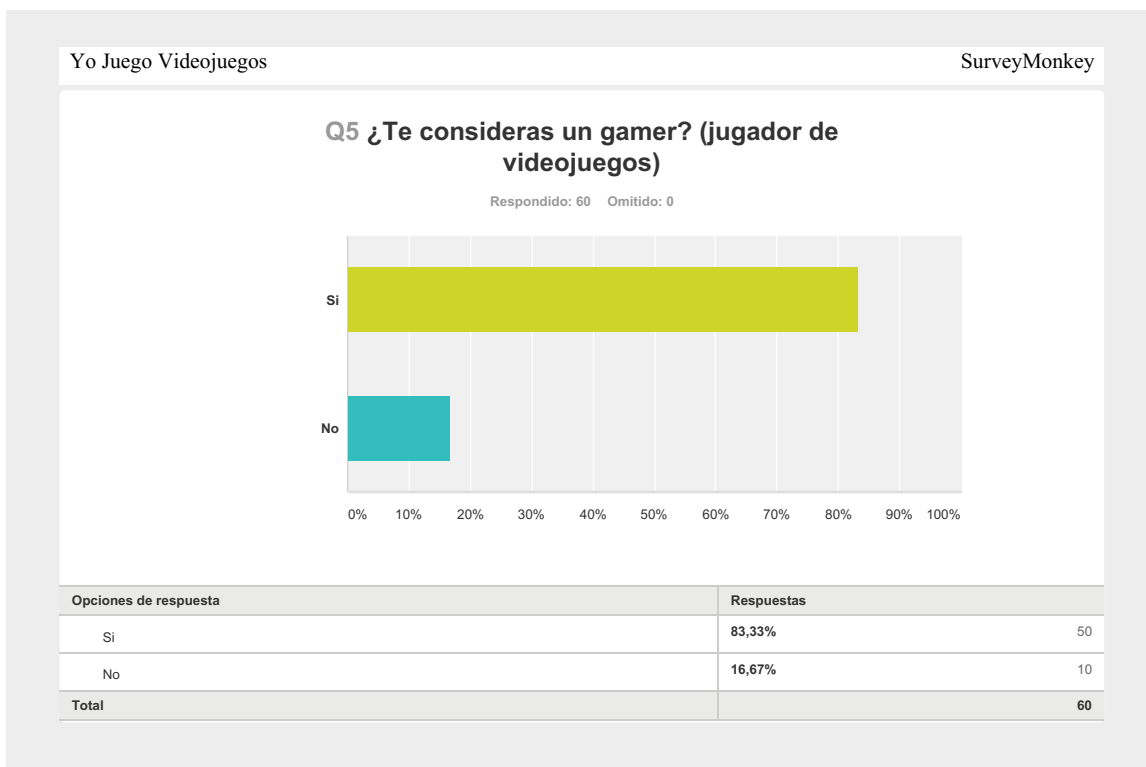 Yo Juego Videojuegos SurveyMonkey
Q5 ¿Te consideras un gamer? (jugador de
videojuegos)
Respondido: 60 Omitido: 0
Si
No
0% 10% 20% 30% 40% 50% 60% 70% 80% 90% 100%
Opciones de respuesta Respuestas
Si 83,33% 50
No 16,67% 10
Total 60